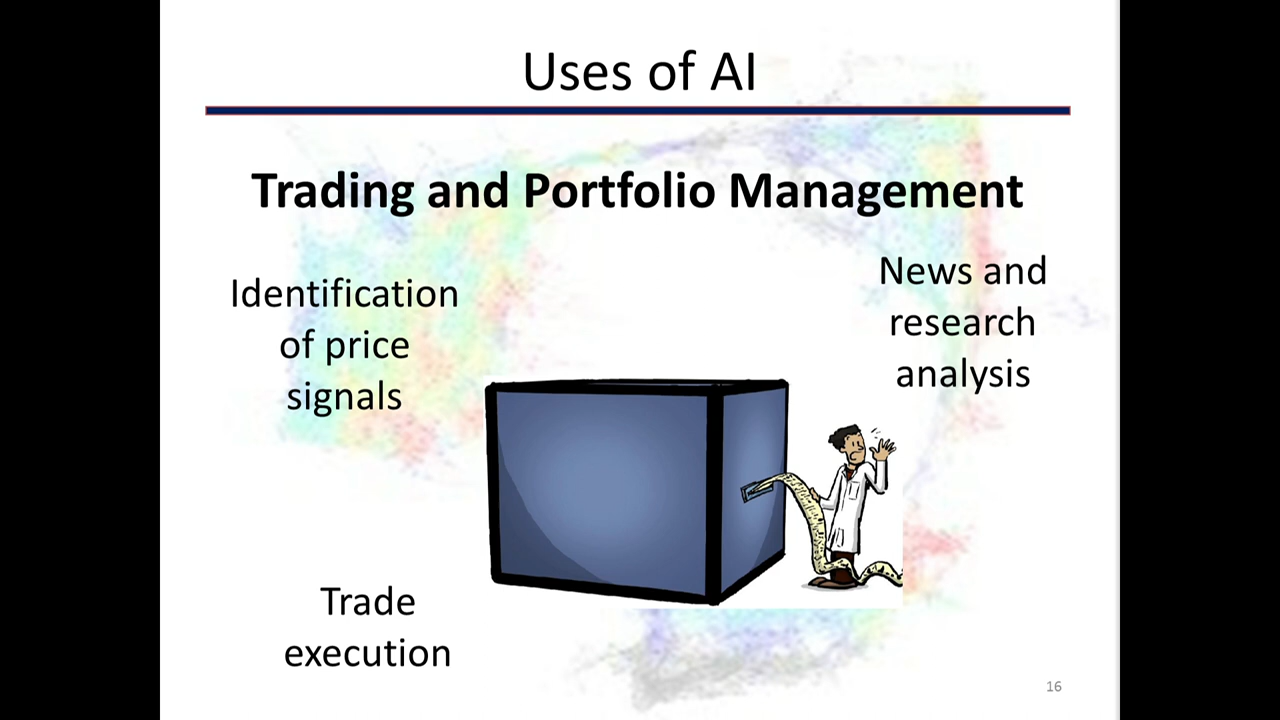 Uses of AI
Trading and Portfolio Management
Identification
of price
signals
News and
research
analysis
Trade
execution
16